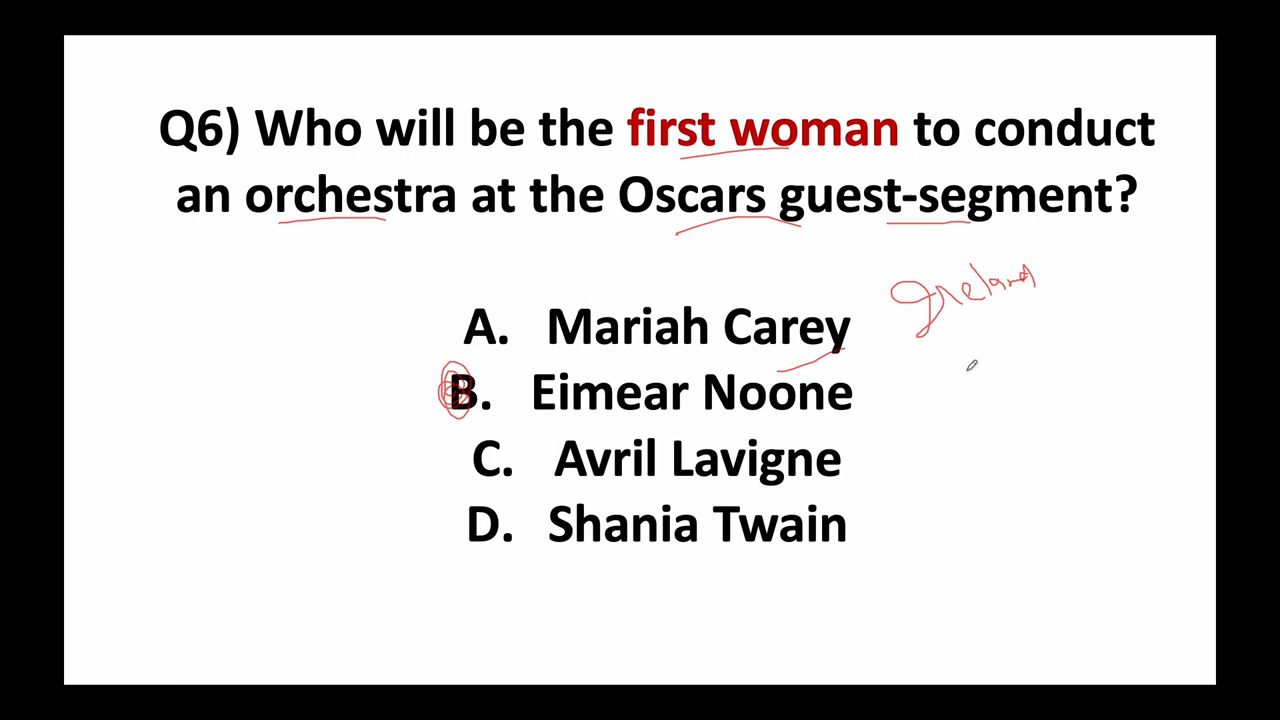 Q6) Who will be the first woman to conduct
an orchestra at the Oscars guest-segment?
Ireland
A. Mariah Carey
B. Eimear Noone
C. Avril Lavigne
D. Shania Twain